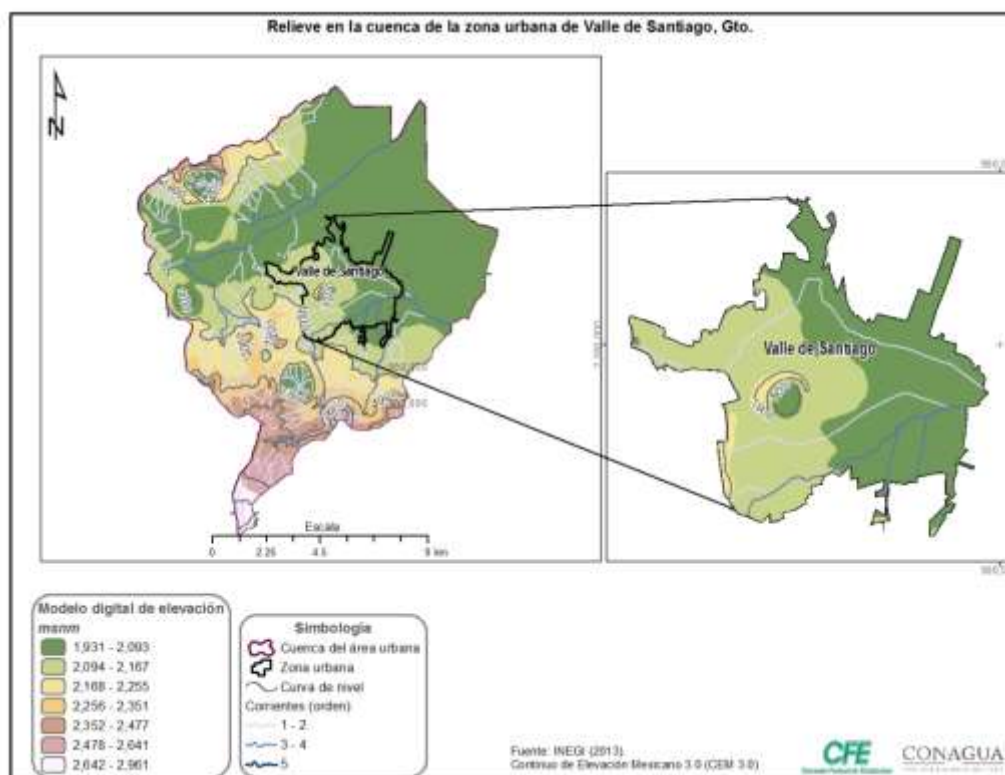 Relieve en la cuenca de la zona urbana de Valle de Santiago, Gto.
Valle de Santiago
Valle de Santiago
Escala
0 2.25 4.5 9 km
Modelo digital de elevación
msnm
1,931 - 2,093
2,094 - 2,167
2,168 - 2,255
2,256 - 2,351
2,352 - 2,477
2,478 - 2,641
2,642 - 2,961
Simbología
Cuenca del área urbana
Zona urbana
Curva de nivel
Corrientes (orden)
1 - 2
3 - 4
5
Fuente: INEGI (2013).
Continuo de Elevación Mexicano 3.0 (CEM 3.0)
CFE
CONAGUA